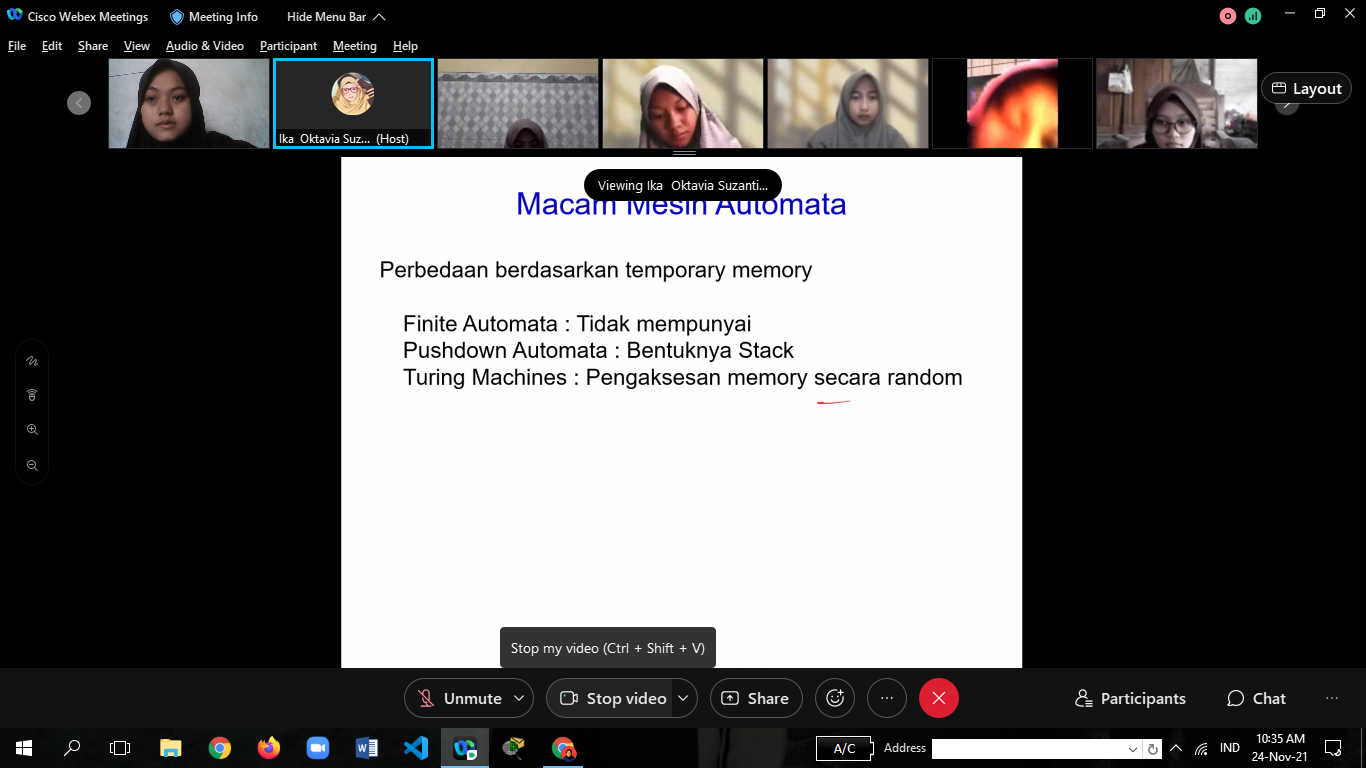 Cisco Webex Meetings
Meeting Info
Hide Menu Bar
File Edit Share View Audio & Video Participant Meeting Help
Ika Oktavia Suz... (Host)
Layout
Viewing Ika Oktavia Suzanti...
Macam Mesin Automata
Perbedaan berdasarkan temporary memory
Finite Automata : Tidak mempunyai
Pushdown Automata : Bentuknya Stack
Turing Machines : Pengaksesan memory secara random
Stop my video (Ctrl + Shift + V)
Unmute
Stop video
Share
Participants
Chat
A/C
Address
IND
10:35 AM
24-Nov-21